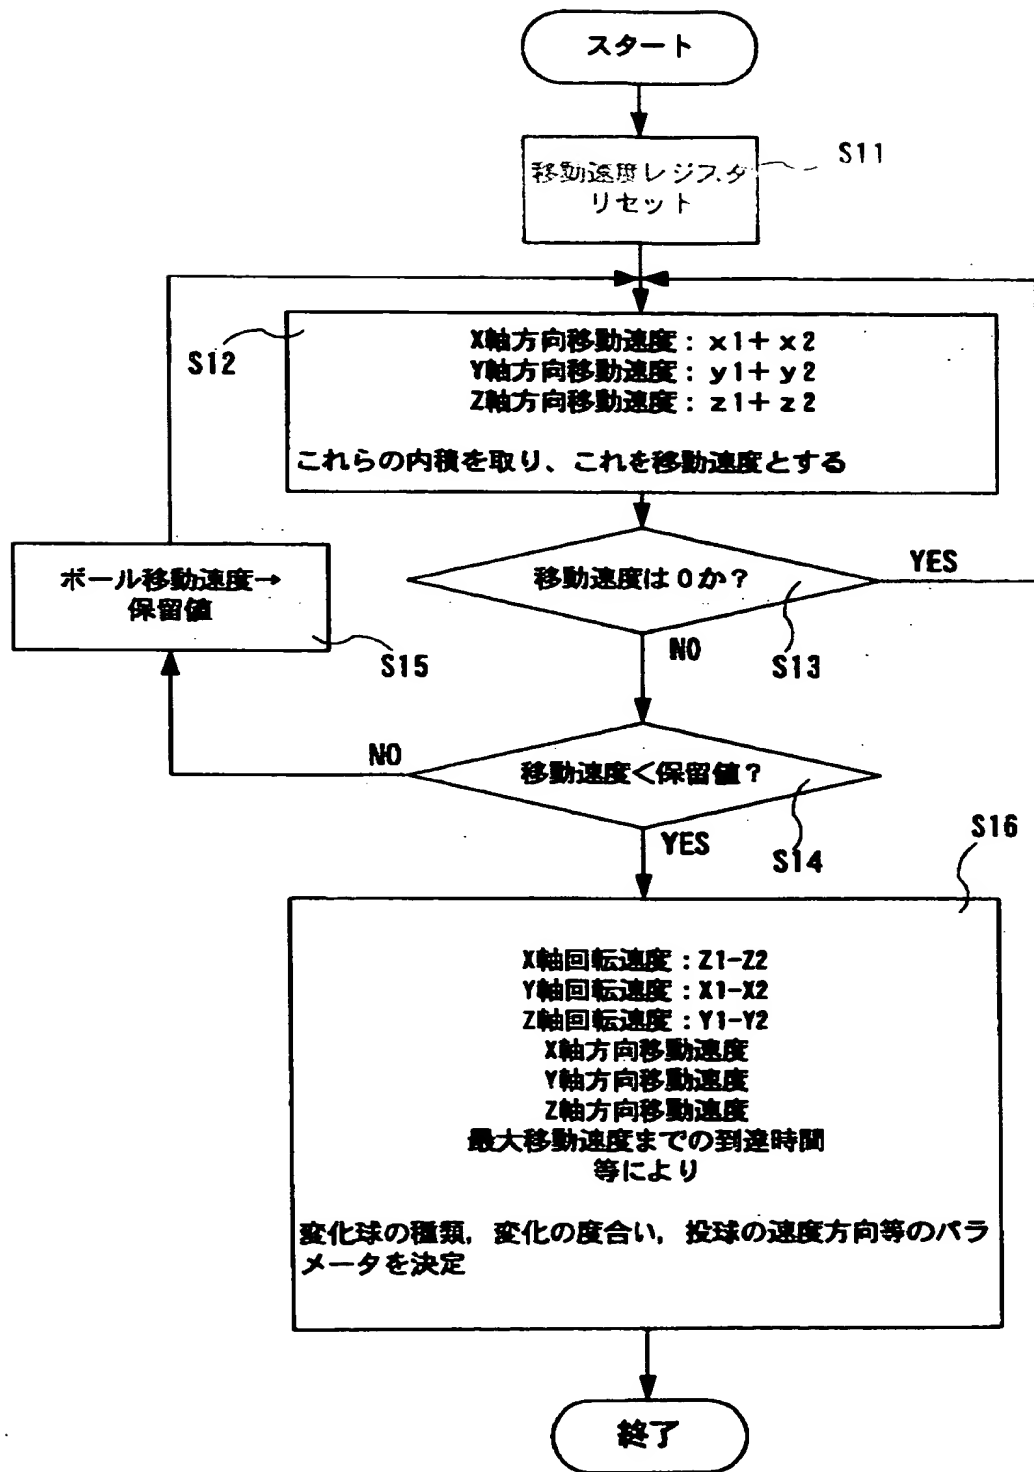 スタート
移動速度レジスタ
リセット
S11
S12
X軸方向移動速度：x1+x2
Y軸方向移動速度：y1+y2
Z軸方向移動速度：z1+z2
これらの内積を取り、これを移動速度とする
ボール移動速度→
保留値
S15
移動速度は0か？
YES
NO
S13
移動速度＜保留値？
NO
YES
S14
S16
X軸回転速度：Z1-Z2
Y軸回転速度：X1-X2
Z軸回転速度：Y1-Y2
X軸方向移動速度
Y軸方向移動速度
Z軸方向移動速度
最大移動速度までの到達時間
等により
変化球の種類，変化の度合い，投球の速度方向等のパラ
メータを決定
終了